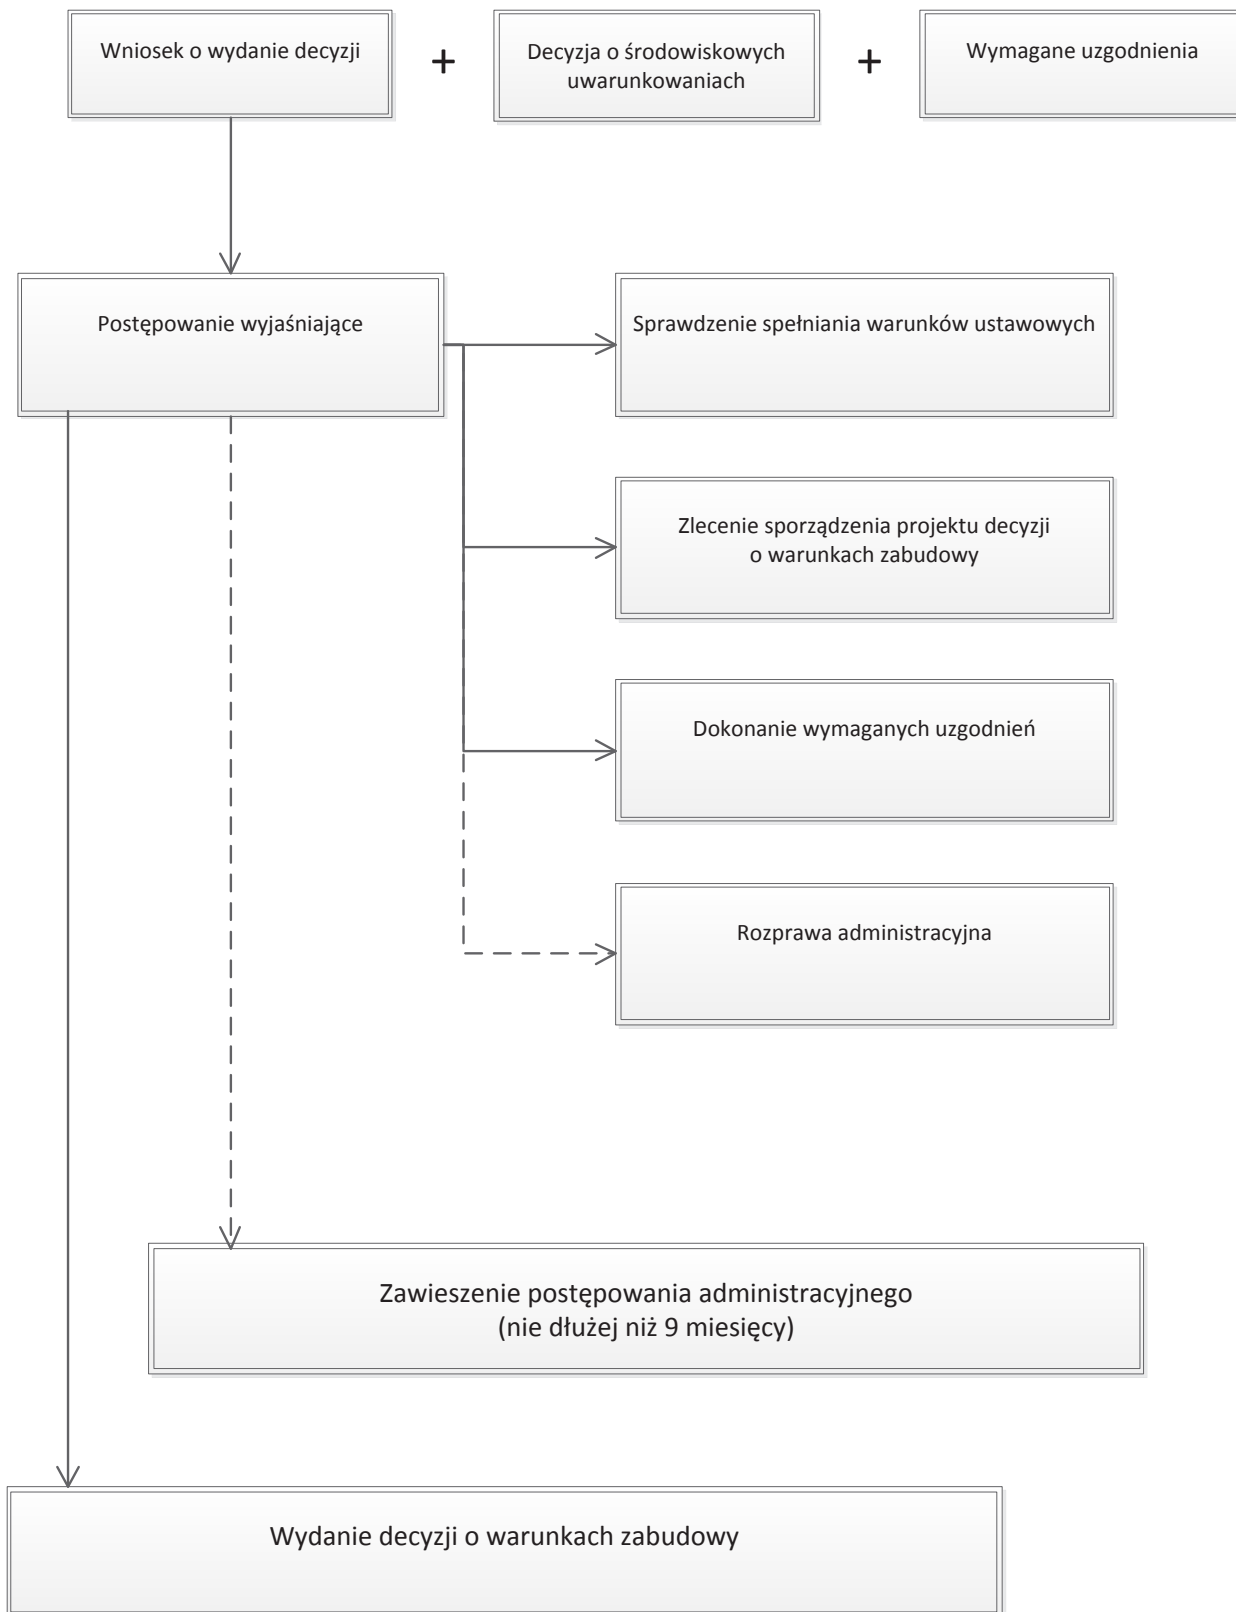 Wniosek o wydanie decyzji
+
Decyzja o środowiskowych
uwarunkowaniach
+
Wymagane uzgodnienia
Postępowanie wyjaśniające
Sprawdzenie spełniania warunków ustawowych
Zlecenie sporządzenia projektu decyzji
o warunkach zabudowy
Dokonanie wymaganych uzgodnień
Rozprawa administracyjna
Zawieszenie postępowania administracyjnego
(nie dłużej niż 9 miesięcy)
Wydanie decyzji o warunkach zabudowy